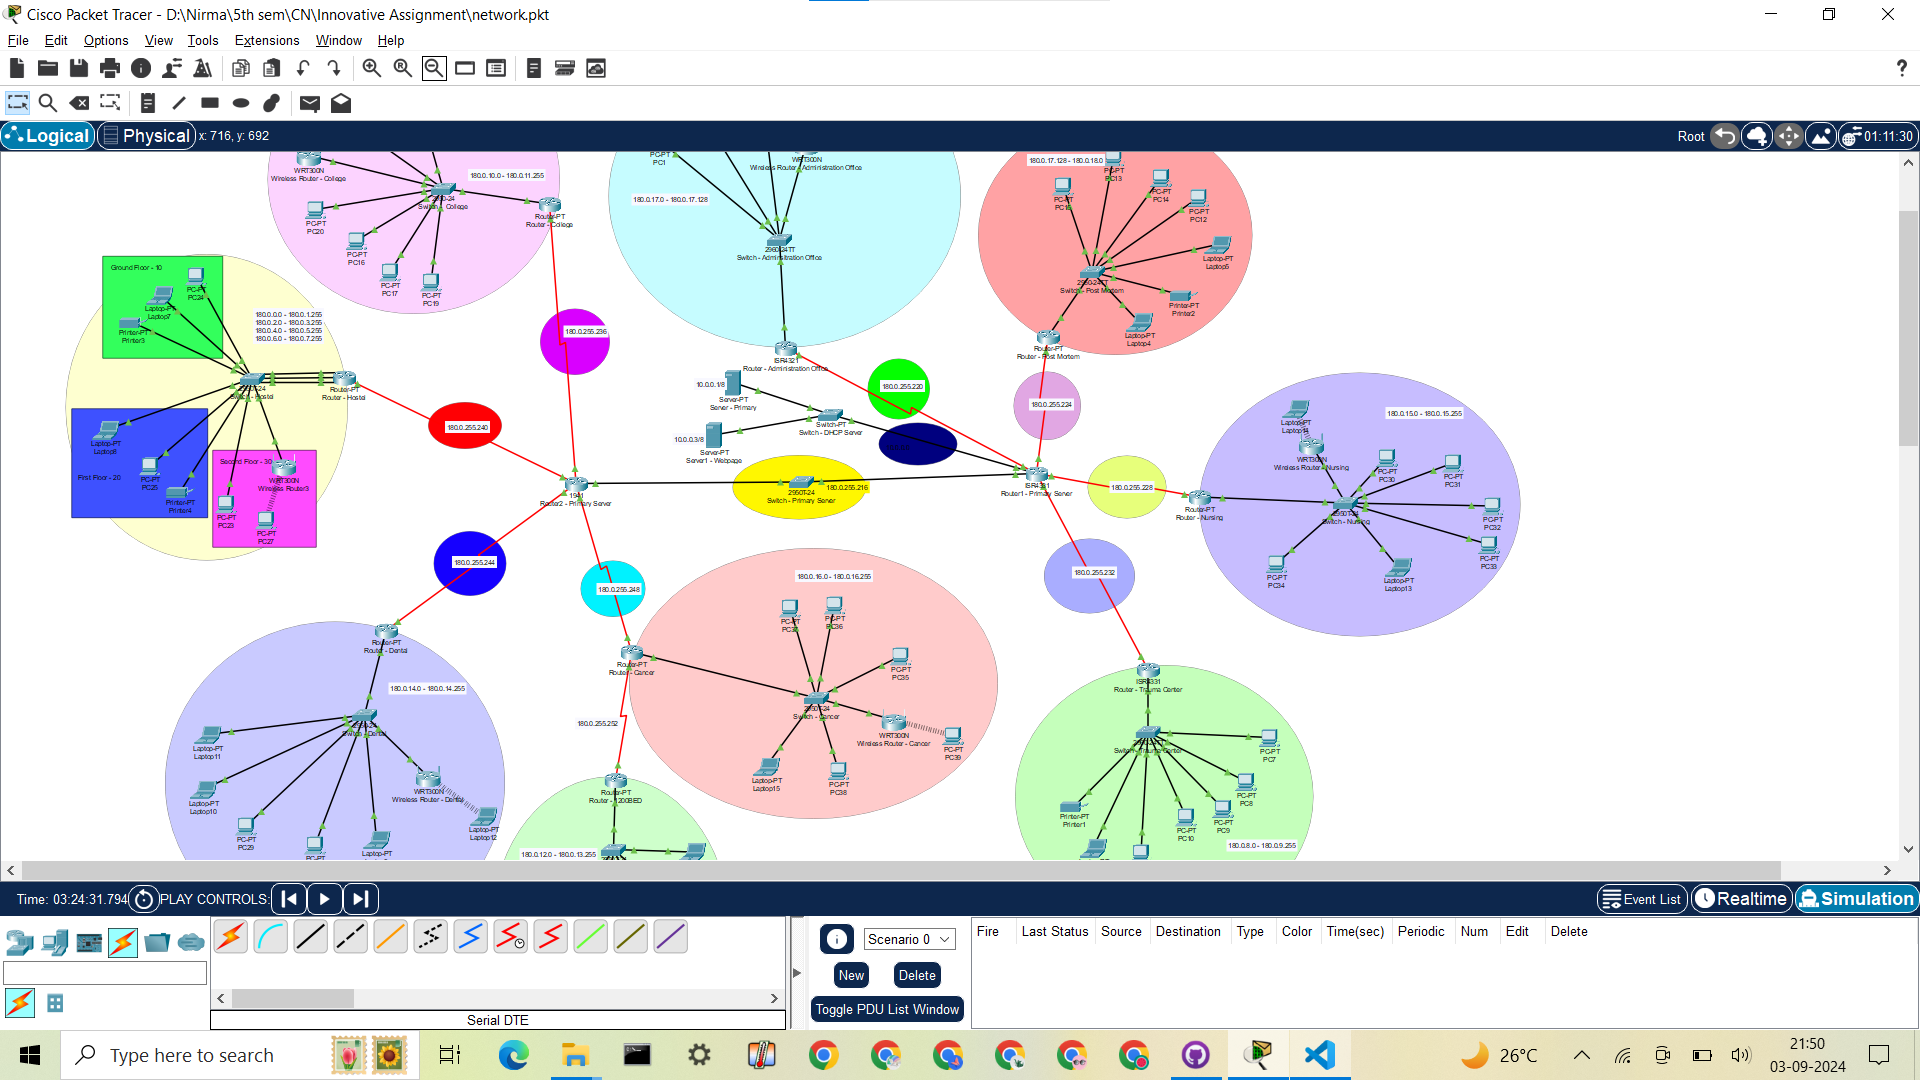 Cisco Packet Tracer - D:\Nirma\5th sem\CN\Innovative Assignment\network.pkt
File Edit Options View Tools Extensions Window Help
?
Logical Physical x: 716, y: 692
Root 01:11:30
WRT300N
Wireless Router - College
180.0.10.0 - 180.0.11.255
2950-24
Switch - College
PC-PT
PC20
PC-PT
PC16
PC-PT
PC17
PC-PT
PC19
Router-PT
Router - College
PC-PT
PC1
WRT300N
Wireless Router - Administration Office
180.0.17.0 - 180.0.17.128
2960-24TT
Switch - Administration Office
ISR4321
Router - Administration Office
180.0.17.128 - 180.0.18.0
PC-PT
PC13
PC-PT
PC-PT
PC14
PC-PT
PC12
Laptop-PT
Laptop5
2950-24TT
Switch - Post Mortem
Printer-PT
Printer2
Laptop-PT
Laptop4
Router-PT
Router - Post Mortem
Ground Floor - 10
PC-PT
PC24
Laptop-PT
Laptop7
Printer-PT
Printer3
180.0.0.0 - 180.0.1.255
180.0.2.0 - 180.0.3.255
180.0.4.0 - 180.0.5.255
180.0.6.0 - 180.0.7.255
2950T-24
Switch - Hostel
Router-PT
Router - Hostel
Laptop-PT
Laptop8
First Floor - 20
PC-PT
PC25
Printer-PT
Printer4
Second Floor - 30
WRT300N
Wireless Router3
PC-PT
PC23
PC-PT
PC27
180.0.255.236
180.0.255.240
180.0.255.220
180.0.255.224
10.0.0.1/8
Server-PT
Server - Primary
Switch-PT
Switch - DHCP Server
10.0.0.3/8
Server-PT
Server1 - Webpage
1941
Router2 - Primary Server
2950T-24
Switch - Primary Server
180.0.255.216
ISR4331
Router1 - Primary Server
180.0.255.228
Router-PT
Router - Nursing
180.0.15.0 - 180.0.15.255
Laptop-PT
WRT300N
Wireless Router - Nursing
PC-PT
PC30
PC-PT
PC31
2950T-24
Switch - Nursing
PC-PT
PC32
PC-PT
PC33
PC-PT
PC34
Laptop-PT
Laptop13
180.0.255.244
180.0.255.248
180.0.255.232
180.0.16.0 - 180.0.16.255
PC-PT
PC-PT
PC36
PC-PT
PC35
Router-PT
Router - Cancer
2950T-24
Switch - Cancer
WRT300N
Wireless Router - Cancer
PC-PT
PC39
Laptop-PT
Laptop15
PC-PT
PC38
180.0.255.252
Router-PT
Router - Dental
180.0.14.0 - 180.0.14.255
Switch - Dental
Laptop-PT
Laptop11
Laptop-PT
Laptop10
PC-PT
PC29
PC-PT
Laptop-PT
WRT300N
Wireless Router - Dental
Laptop-PT
Laptop12
Router-PT
Router - 1200BED
180.0.12.0 - 180.0.13.255
ISR4331
Router - Trauma Center
Switch - Trauma Center
PC-PT
PC7
PC-PT
PC8
PC-PT
PC9
PC-PT
PC10
Printer-PT
Printer1
180.0.8.0 - 180.0.9.255
Time: 03:24:31.794 PLAY CONTROLS:
Event List Realtime Simulation
Scenario 0
New Delete
Toggle PDU List Window
Serial DTE
Fire Last Status Source Destination Type Color Time(sec) Periodic Num Edit Delete
Type here to search
26°C
21:50
03-09-2024